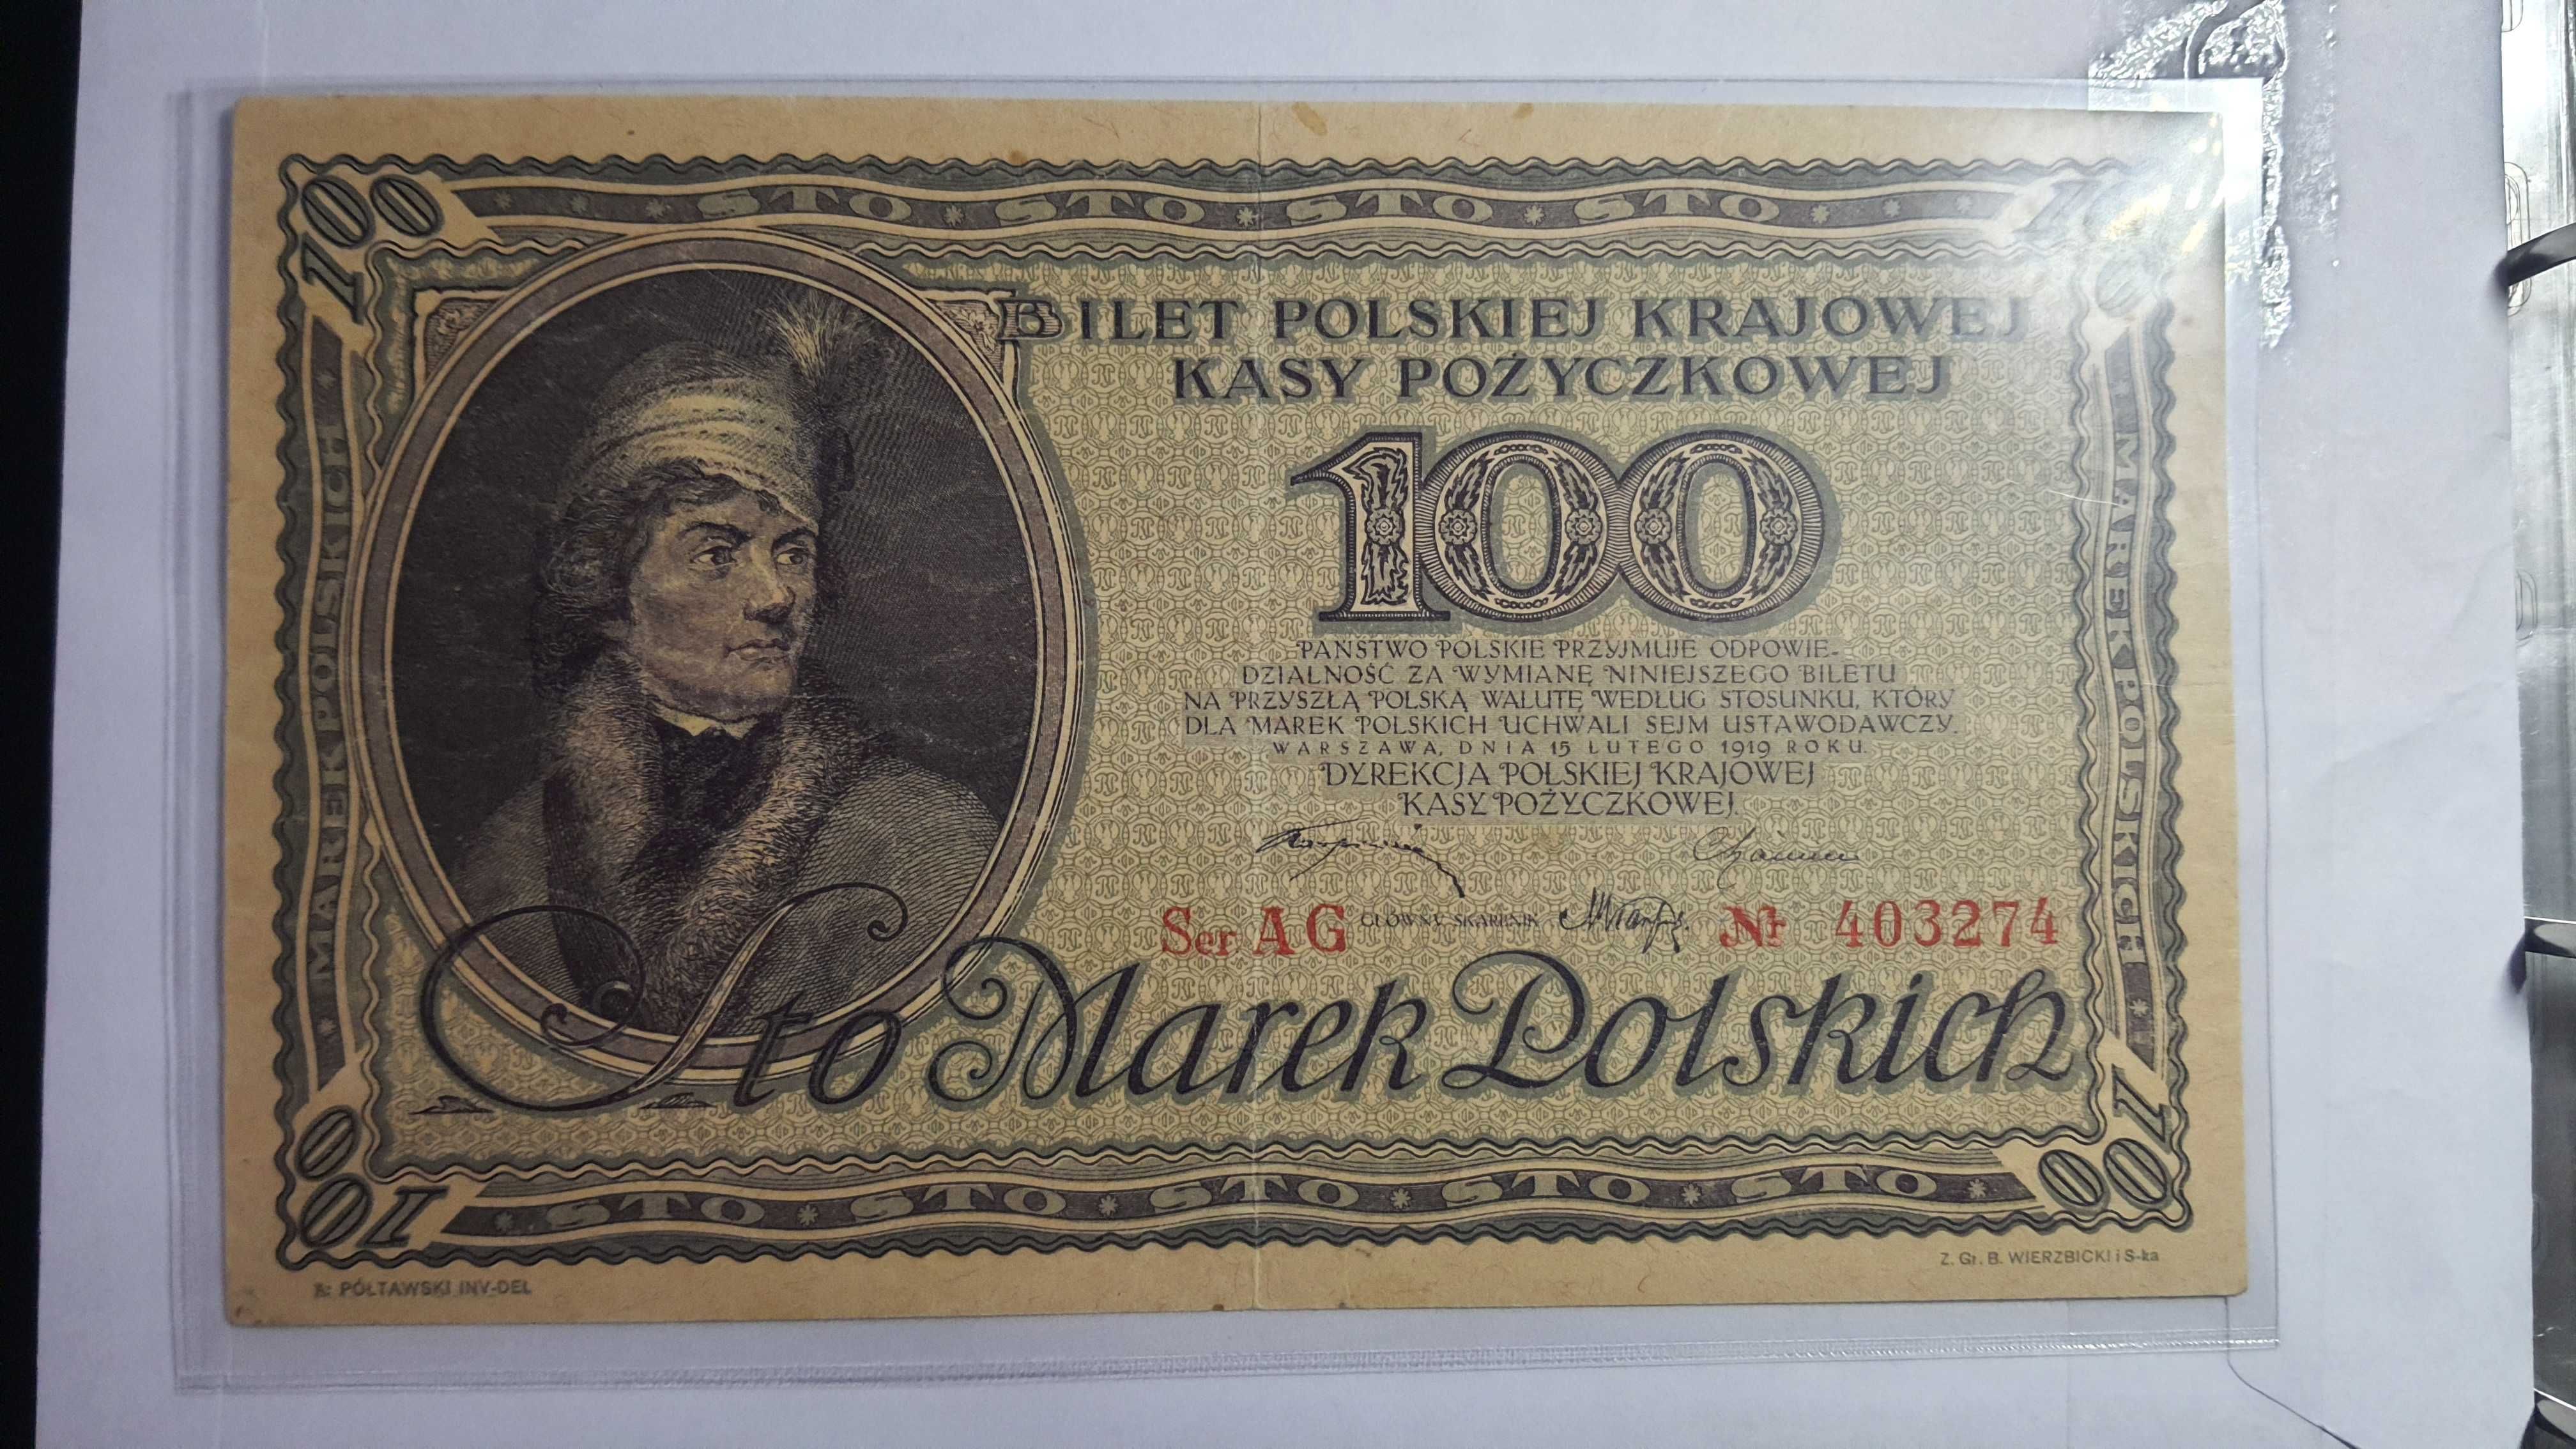 100
STO * STO * STO * STO
BILET POLSKIEJ KRAJOWEJ
KASY POŻYCZKOWEJ
100
PAŃSTWO POLSKIE PRZYJMUJE ODPOWIE-
DZIALNOŚĆ ZA WYMIANĘ NINIEJSZEGO BILETU
NA PRZYSZŁĄ POLSKĄ WALUTĘ WEDŁUG STOSUNKU, KTÓRY
DLA MAREK POLSKICH UCHWALI SEJM USTAWODAWCZY.
WARSZAWA, DNIA 15 LUTEGO 1919 ROKU.
DYREKCJA POLSKIEJ KRAJOWEJ
KASY POŻYCZKOWEJ.
Ser AG GŁÓWNY SKARBNIK Nr 403274
Sto Marek Polskich
MAREK POLSKICH
MAREK POLSKICH
100
STO * STO * STO * STO * STO
100
PÓŁTAWSKI INV-DEL
Z. Gr. B. WIERZBICKI i S-ka